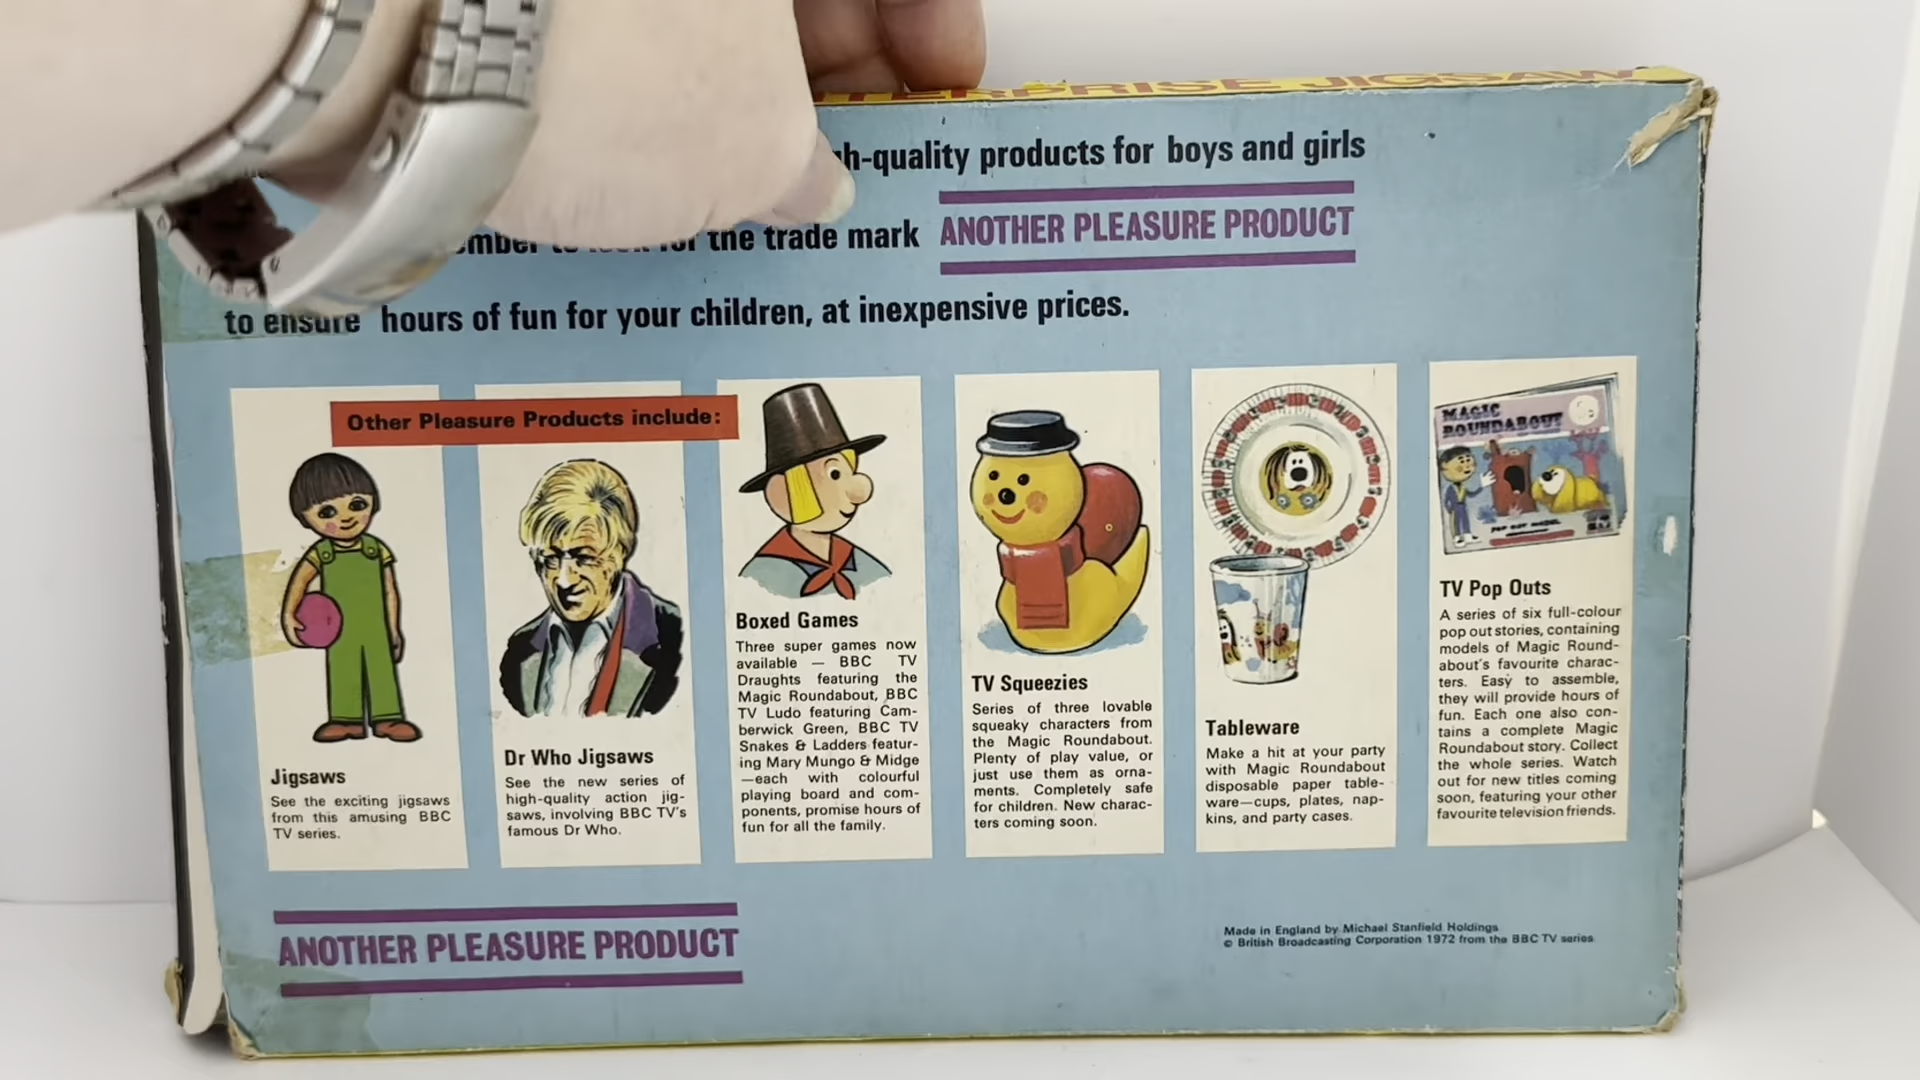 TERPRISE JIGSAW
h-quality products for boys and girls
for the trade mark ANOTHER PLEASURE PRODUCT
to ensure hours of fun for your children, at inexpensive prices.
Other Pleasure Products include:
Jigsaws
See the exciting jigsaws
from this amusing BBC
TV series.
Dr Who Jigsaws
See the new series of
high-quality action jig-
saws, involving BBC TV's
famous Dr Who.
Boxed Games
Three super games now
available — BBC TV
Draughts featuring the
Magic Roundabout, BBC
TV Ludo featuring Cam-
berwick Green, BBC TV
Snakes & Ladders featur-
ing Mary Mungo & Midge
—each with colourful
playing board and com-
ponents, promise hours of
fun for all the family.
TV Squeezies
Series of three lovable
squeaky characters from
the Magic Roundabout.
Plenty of play value, or
just use them as orna-
ments. Completely safe
for children. New charac-
ters coming soon.
Tableware
Make a hit at your party
with Magic Roundabout
disposable paper table-
ware—cups, plates, nap-
kins, and party cases.
MAGIC
ROUNDABOUT
POP OUT MODEL
TV Pop Outs
A series of six full-colour
pop out stories, containing
models of Magic Round-
about's favourite charac-
ters. Easy to assemble,
they will provide hours of
fun. Each one also con-
tains a complete Magic
Roundabout story. Collect
the whole series. Watch
out for new titles coming
soon, featuring your other
favourite television friends.
ANOTHER PLEASURE PRODUCT
Made in England by Michael Stanfield Holdings
© British Broadcasting Corporation 1972 from the BBC TV series